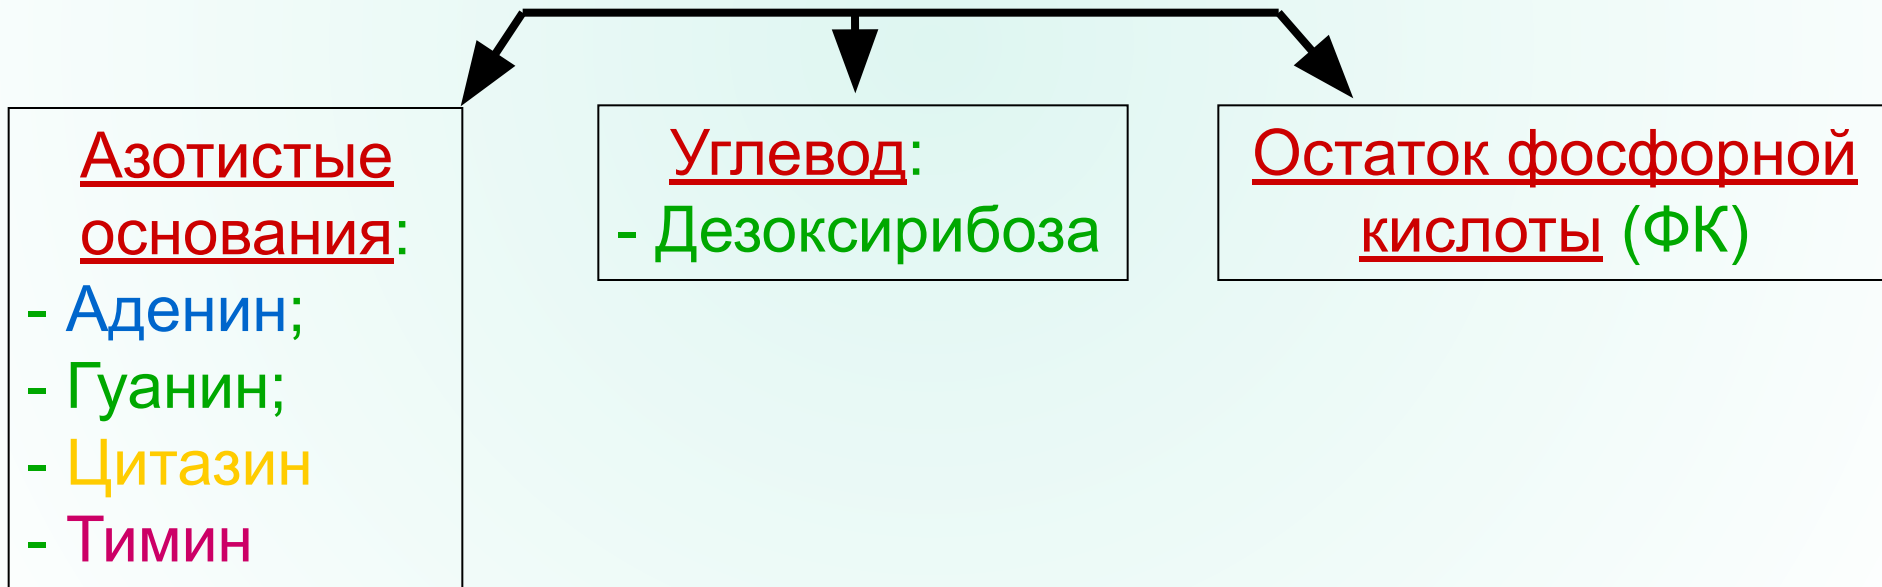 Азотистые
основания:
- Аденин;
- Гуанин;
- Цитазин
- Тимин
Углевод:
- Дезоксирибоза
Остаток фосфорной
кислоты (ФК)